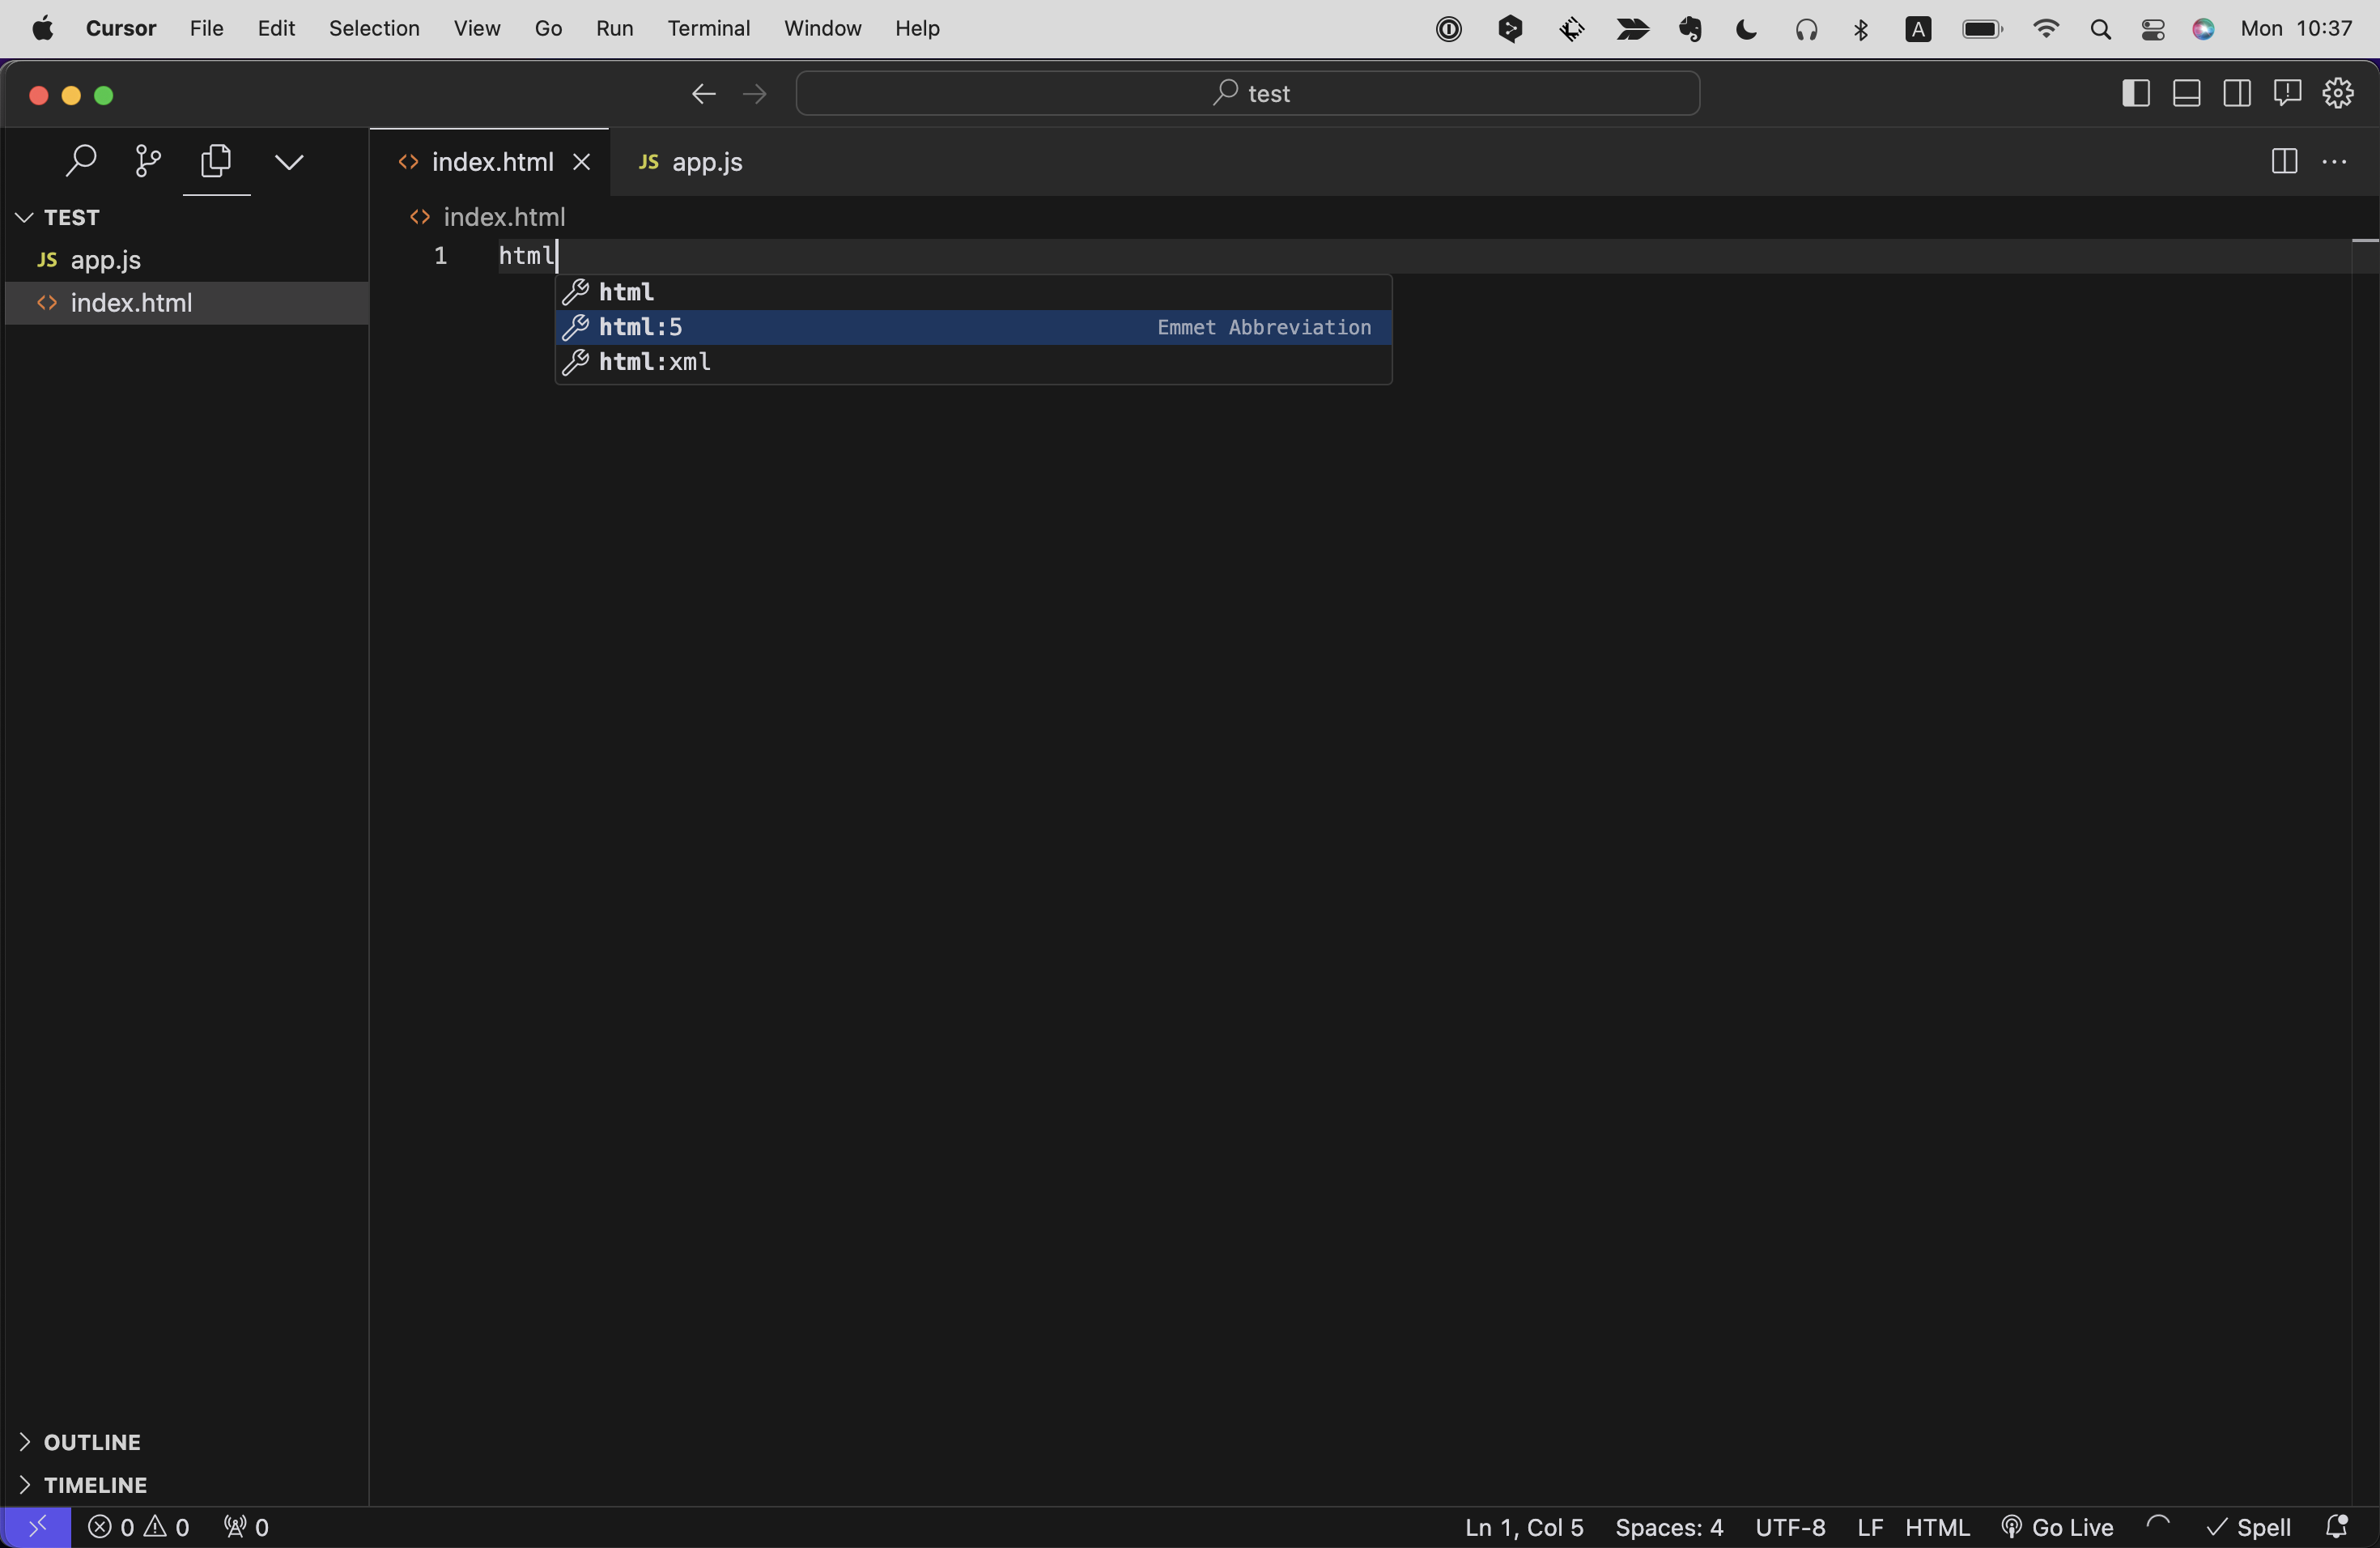 Cursor File Edit Selection View Go Run Terminal Window Help A Mon 10:37
test
index.html JS app.js
TEST
index.html
JS app.js
1 html
index.html
html
html:5 Emmet Abbreviation
html:xml
OUTLINE
TIMELINE
0 0 0 Ln 1, Col 5 Spaces: 4 UTF-8 LF HTML Go Live Spell